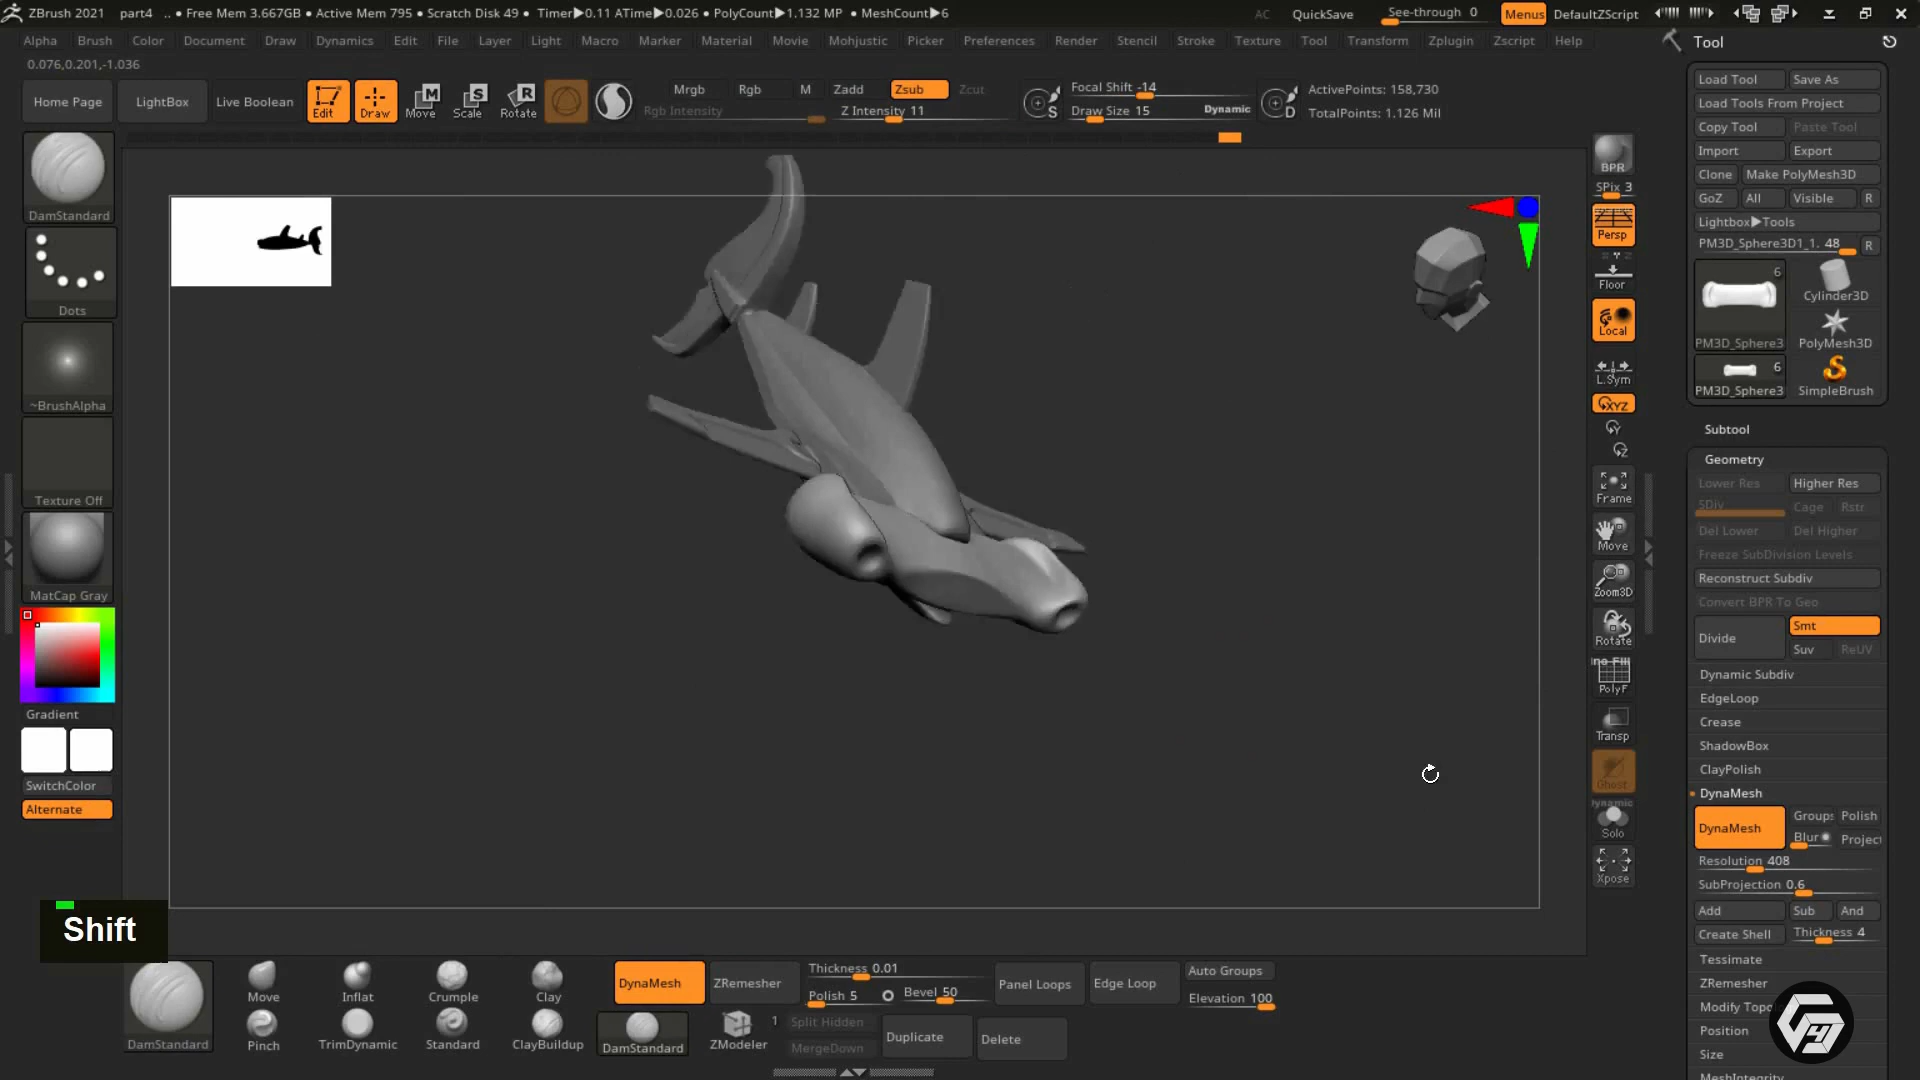 ZBrush 2021 part4 .. • Free Mem 3.667GB • Active Mem 795 • Scratch Disk 49 • Timer▶0.11 ATime▶0.026 • PolyCount▶1.132 MP • MeshCount▶6 AC QuickSave See-through 0 Menus DefaultZScript
Alpha Brush Color Document Draw Dynamics Edit File Layer Light Macro Marker Material Movie Mohjustic Picker Preferences Render Stencil Stroke Texture Tool Transform Zplugin Zscript Help
0.076,0.201,-1.036
Home Page LightBox Live Boolean Edit Draw Move Scale Rotate
M S R
Mrgb Rgb M Zadd Zsub Zcut
Rgb Intensity Z Intensity 11
S Focal Shift -14
Draw Size 15 Dynamic
D ActivePoints: 158,730
TotalPoints: 1.126 Mil
DamStandard
Dots
~BrushAlpha
Texture Off
MatCap Gray
Gradient
SwitchColor
Alternate
Shift
BPR
SPix 3
Persp
Floor
Local
L.Sym
XYZ
Y
Z
Frame
Move
Zoom3D
Rotate
PolyF
Transp
Ghost
Dynamic
Solo
Xpose
Tool
Load Tool Save As
Load Tools From Project
Copy Tool Paste Tool
Import Export
Clone Make PolyMesh3D
GoZ All Visible R
Lightbox▶Tools
PM3D_Sphere3D1_1. 48 R
6
PM3D_Sphere3 Cylinder3D
PolyMesh3D
6
PM3D_Sphere3 SimpleBrush
Subtool
Geometry
Lower Res Higher Res
SDiv Cage Rstr
Del Lower Del Higher
Freeze SubDivision Levels
Reconstruct Subdiv
Convert BPR To Geo
Divide Smt
Suv ReUV
Dynamic Subdiv
EdgeLoop
Crease
ShadowBox
ClayPolish
DynaMesh
DynaMesh Groups Polish
Blur Project
Resolution 408
SubProjection 0.6
Add Sub And
Create Shell Thickness 4
Tessimate
ZRemesher
Modify Topo
Position
Size
MeshIntegrity
DamStandard
Move Inflat Crumple Clay
Pinch TrimDynamic Standard ClayBuildup DamStandard ZModeler 1
DynaMesh ZRemesher Thickness 0.01
Polish 5 Bevel 50
Panel Loops Edge Loop Auto Groups
Elevation 100
Split Hidden
MergeDown
Duplicate Delete